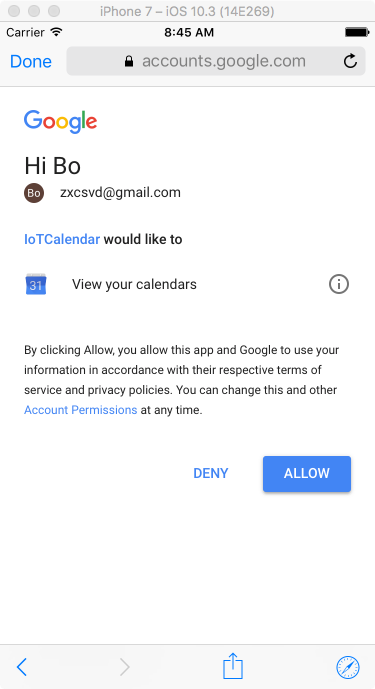 iPhone 7 – iOS 10.3 (14E269)
Carrier 8:45 AM
Done accounts.google.com
Google
Hi Bo
Bo zxcsvd@gmail.com
IoTCalendar would like to
31 View your calendars
By clicking Allow, you allow this app and Google to use your
information in accordance with their respective terms of
service and privacy policies. You can change this and other
Account Permissions at any time.
DENY ALLOW